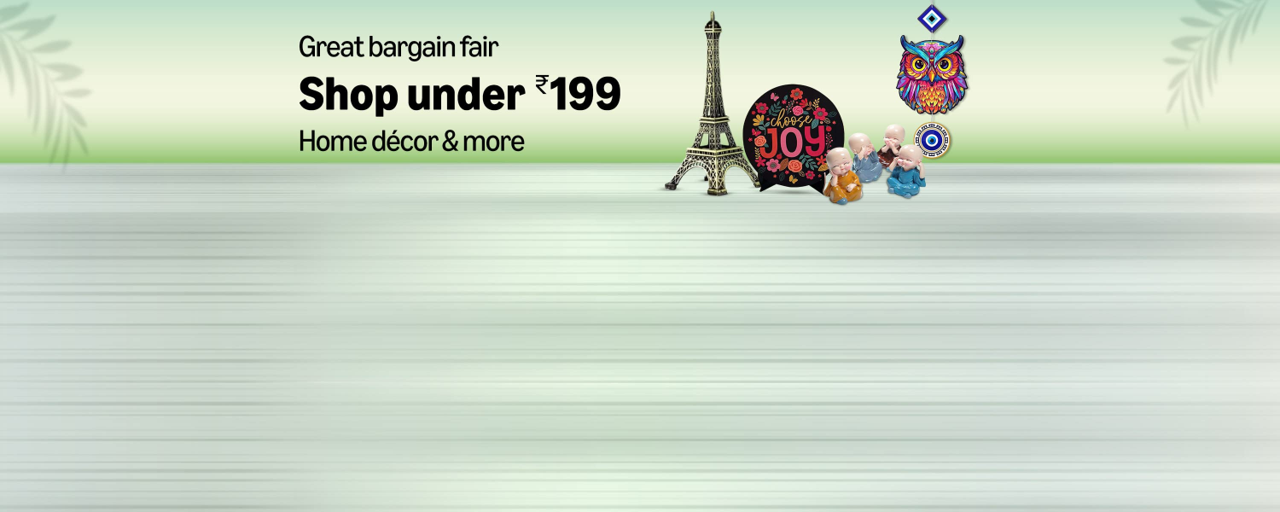 Great bargain fair
Shop under ₹199
Home décor & more
choose
JOY